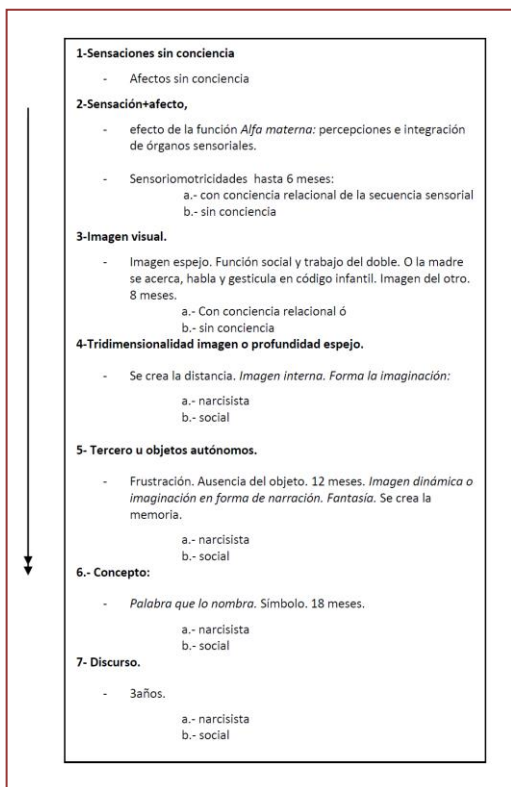 1-Sensaciones sin conciencia
- Afectos sin conciencia
2-Sensación+afecto,
- efecto de la función Alfa materna: percepciones e integración
de órganos sensoriales.
- Sensoriomotricidades hasta 6 meses:
a.- con conciencia relacional de la secuencia sensorial
b.- sin conciencia
3-Imagen visual.
- Imagen espejo. Función social y trabajo del doble. O la madre
se acerca, habla y gesticula en código infantil. Imagen del otro.
8 meses.
a.- Con conciencia relacional ó
b.- sin conciencia
4-Tridimensionalidad imagen o profundidad espejo.
- Se crea la distancia. Imagen interna. Forma la imaginación:
a.- narcisista
b.- social
5- Tercero u objetos autónomos.
- Frustración. Ausencia del objeto. 12 meses. Imagen dinámica o
imaginación en forma de narración. Fantasía. Se crea la
memoria.
a.- narcisista
b.- social
6.- Concepto:
- Palabra que lo nombra. Símbolo. 18 meses.
a.- narcisista
b.- social
7- Discurso.
- 3años.
a.- narcisista
b.- social